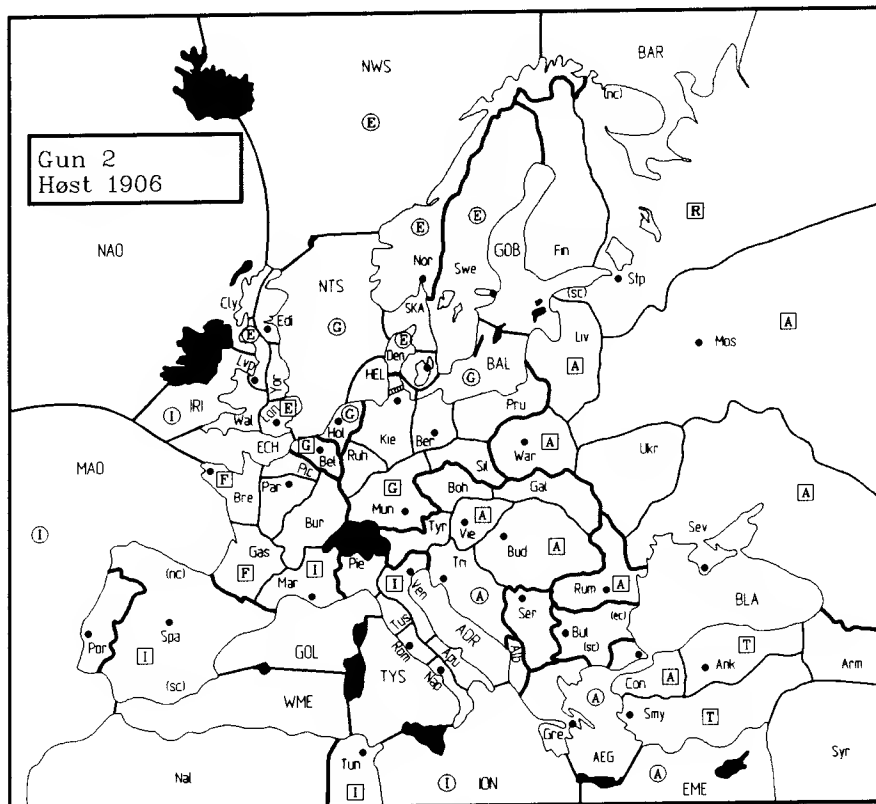 NWS
BAR
(nc)
Gun 2
Høst 1906
E
R
E
E
NAO
NTS
Nor
Swe
GOB
Fin
Stp
Cly
Edi
SKA
(sc)
A
E
G
Den
E
Liv
Mos
Lvp
Yor
HEL
BAL
A
IRI
G
I
Wal
Lon
E
Hol
G
Kie
Ber
Pru
War
A
Ukr
MAO
ECH
G
Bel
Ruh
Sil
Pic
F
Bre
Par
G
Mun
Boh
Gal
A
I
Bur
Tyr
A
Vie
Bud
A
Sev
Gas
F
Mar
I
Pie
I
Ven
Tri
Rum
A
(nc)
A
Ser
(ec)
BLA
Por
Spa
GOL
Tus
ADR
Bul
I
Rom
Alb
(sc)
T
(sc)
TYS
Apu
Con
A
Ank
Arm
WME
Nap
A
Smy
T
Gre
Tun
AEG
Syr
Nal
I
I
ION
A
EME